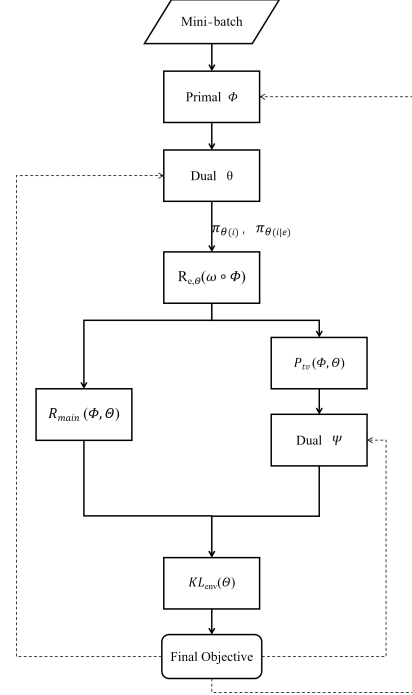 Mini-batch
Primal Φ
Dual θ
π_θ(i), π_θ(i|e)
R_e,Θ(ω ∘ Φ)
P_tv(Φ, Θ)
R_main (Φ, Θ)
Dual Ψ
KL_env(Θ)
Final Objective